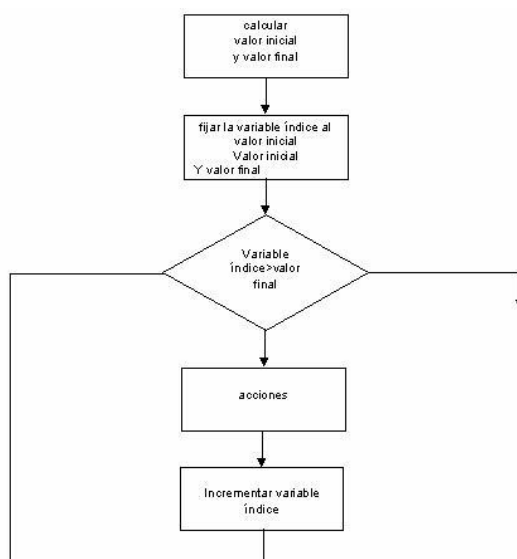 calcular
valor inicial
y valor final
fijar la variable índice al
valor inicial
Valor inicial
Y valor final
Variable
índice>valor
final
acciones
Incrementar variable
índice